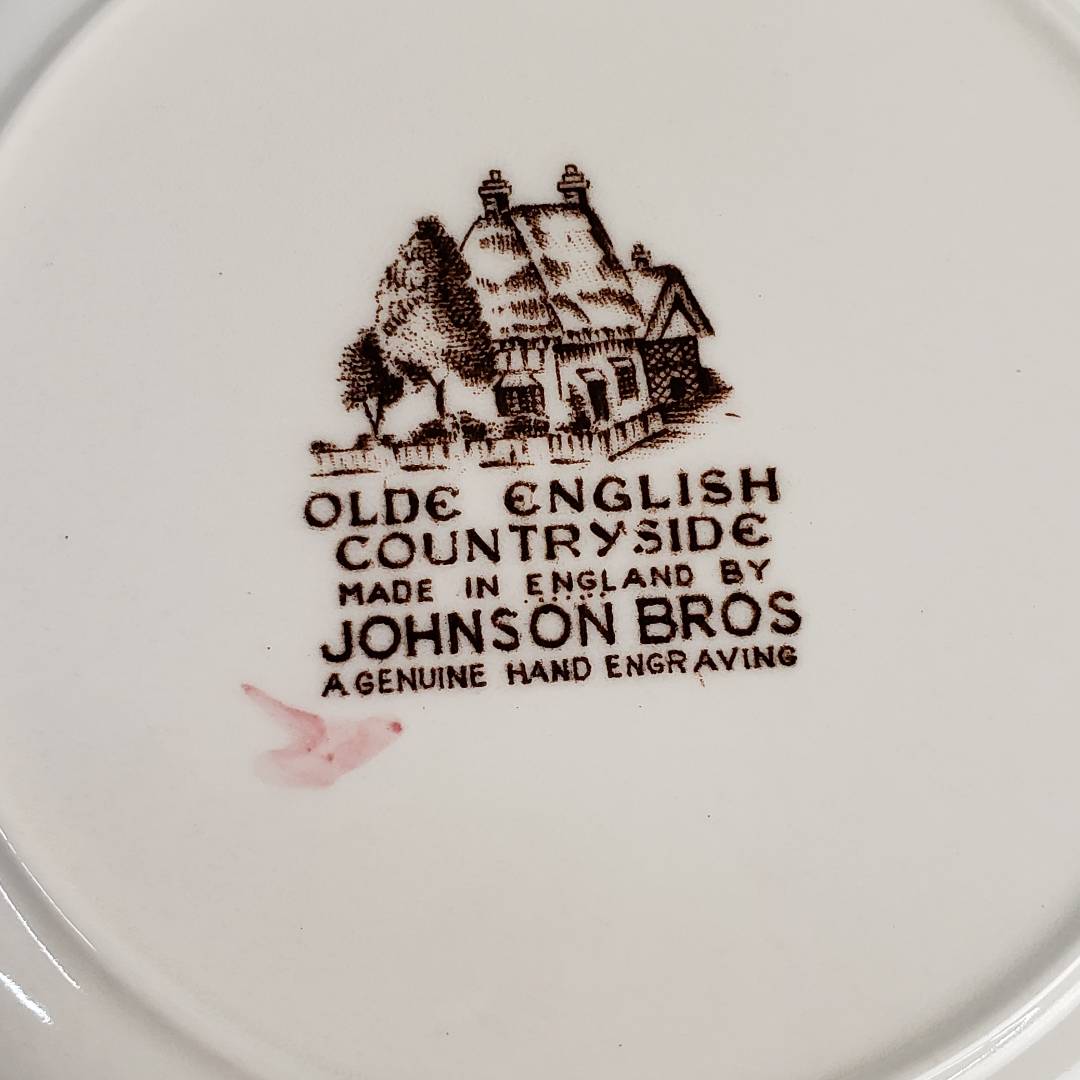 OLDE ENGLISH
COUNTRYSIDE
MADE IN ENGLAND BY
JOHNSON BROS
A GENUINE HAND ENGRAVING